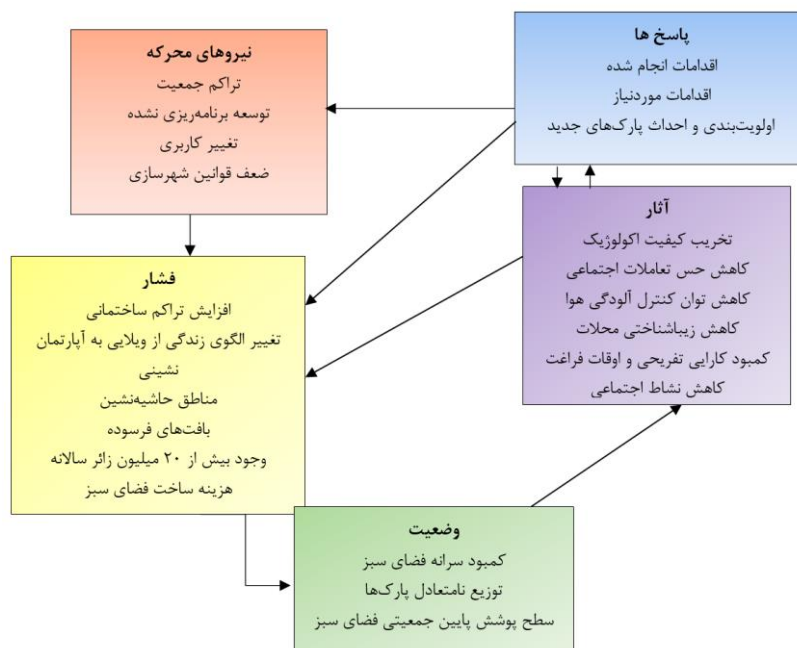 پاسخ ها
اقدامات انجام شده
اقدامات موردنیاز
اولویت‌بندی و احداث پارک‌های جدید
نیروهای محرکه
تراکم جمعیت
توسعه برنامه‌ریزی نشده
تغییر کاربری
ضعف قوانین شهرسازی
آثار
تخریب کیفیت اکولوژیک
کاهش حس تعاملات اجتماعی
کاهش توان کنترل آلودگی هوا
کاهش زیباشناختی محلات
کمبود کارایی تفریحی و اوقات فراغت
کاهش نشاط اجتماعی
فشار
افزایش تراکم ساختمانی
تغییر الگوی زندگی از ویلایی به آپارتمان
نشینی
مناطق حاشیه‌نشین
بافت‌های فرسوده
وجود بیش از ۲۰ میلیون زائر سالانه
هزینه ساخت فضای سبز
وضعیت
کمبود سرانه فضای سبز
توزیع نامتعادل پارک‌ها
سطح پوشش پایین جمعیتی فضای سبز